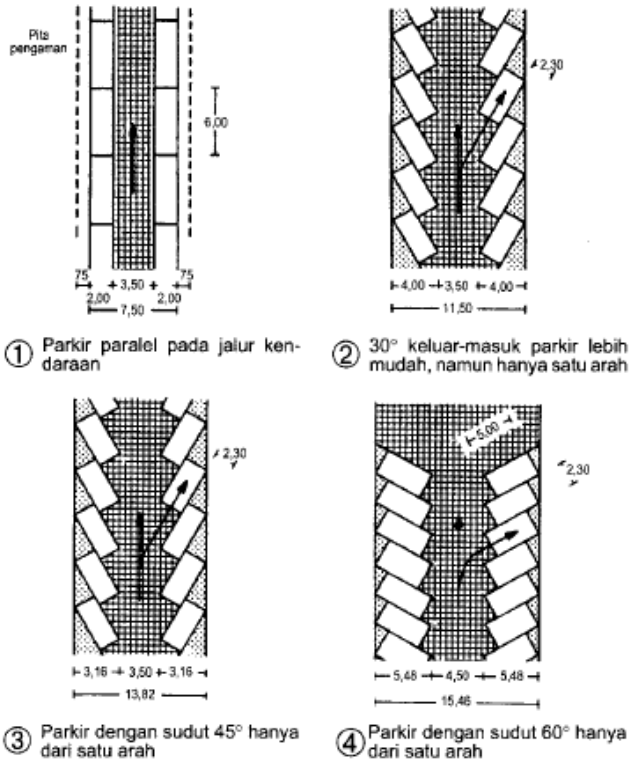 Pita
pengaman
6,00
75 3,50 75
2,00 2,00
7,50
① Parkir paralel pada jalur ken-
daraan
2,30
4,00 3,50 4,00
11,50
② 30° keluar-masuk parkir lebih
mudah, namun hanya satu arah
2,30
3,16 3,50 3,16
13,82
③ Parkir dengan sudut 45° hanya
dari satu arah
5,00
2,30
5,48 4,50 5,48
15,46
④ Parkir dengan sudut 60° hanya
dari satu arah